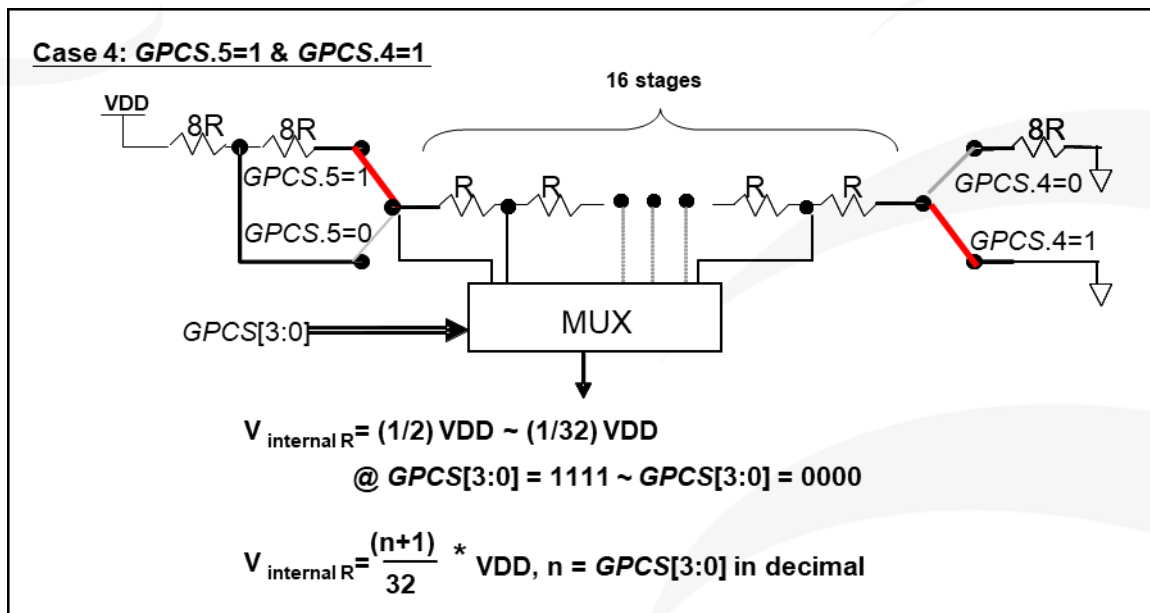 Case 4: GPCS.5=1 & GPCS.4=1
16 stages
VDD
8R 8R 8R
GPCS.5=1 R R R R GPCS.4=0
GPCS.5=0 GPCS.4=1
MUX
GPCS[3:0]
V internal R = (1/2) VDD ~ (1/32) VDD
@ GPCS[3:0] = 1111 ~ GPCS[3:0] = 0000
V internal R = (n+1) / 32 * VDD, n = GPCS[3:0] in decimal